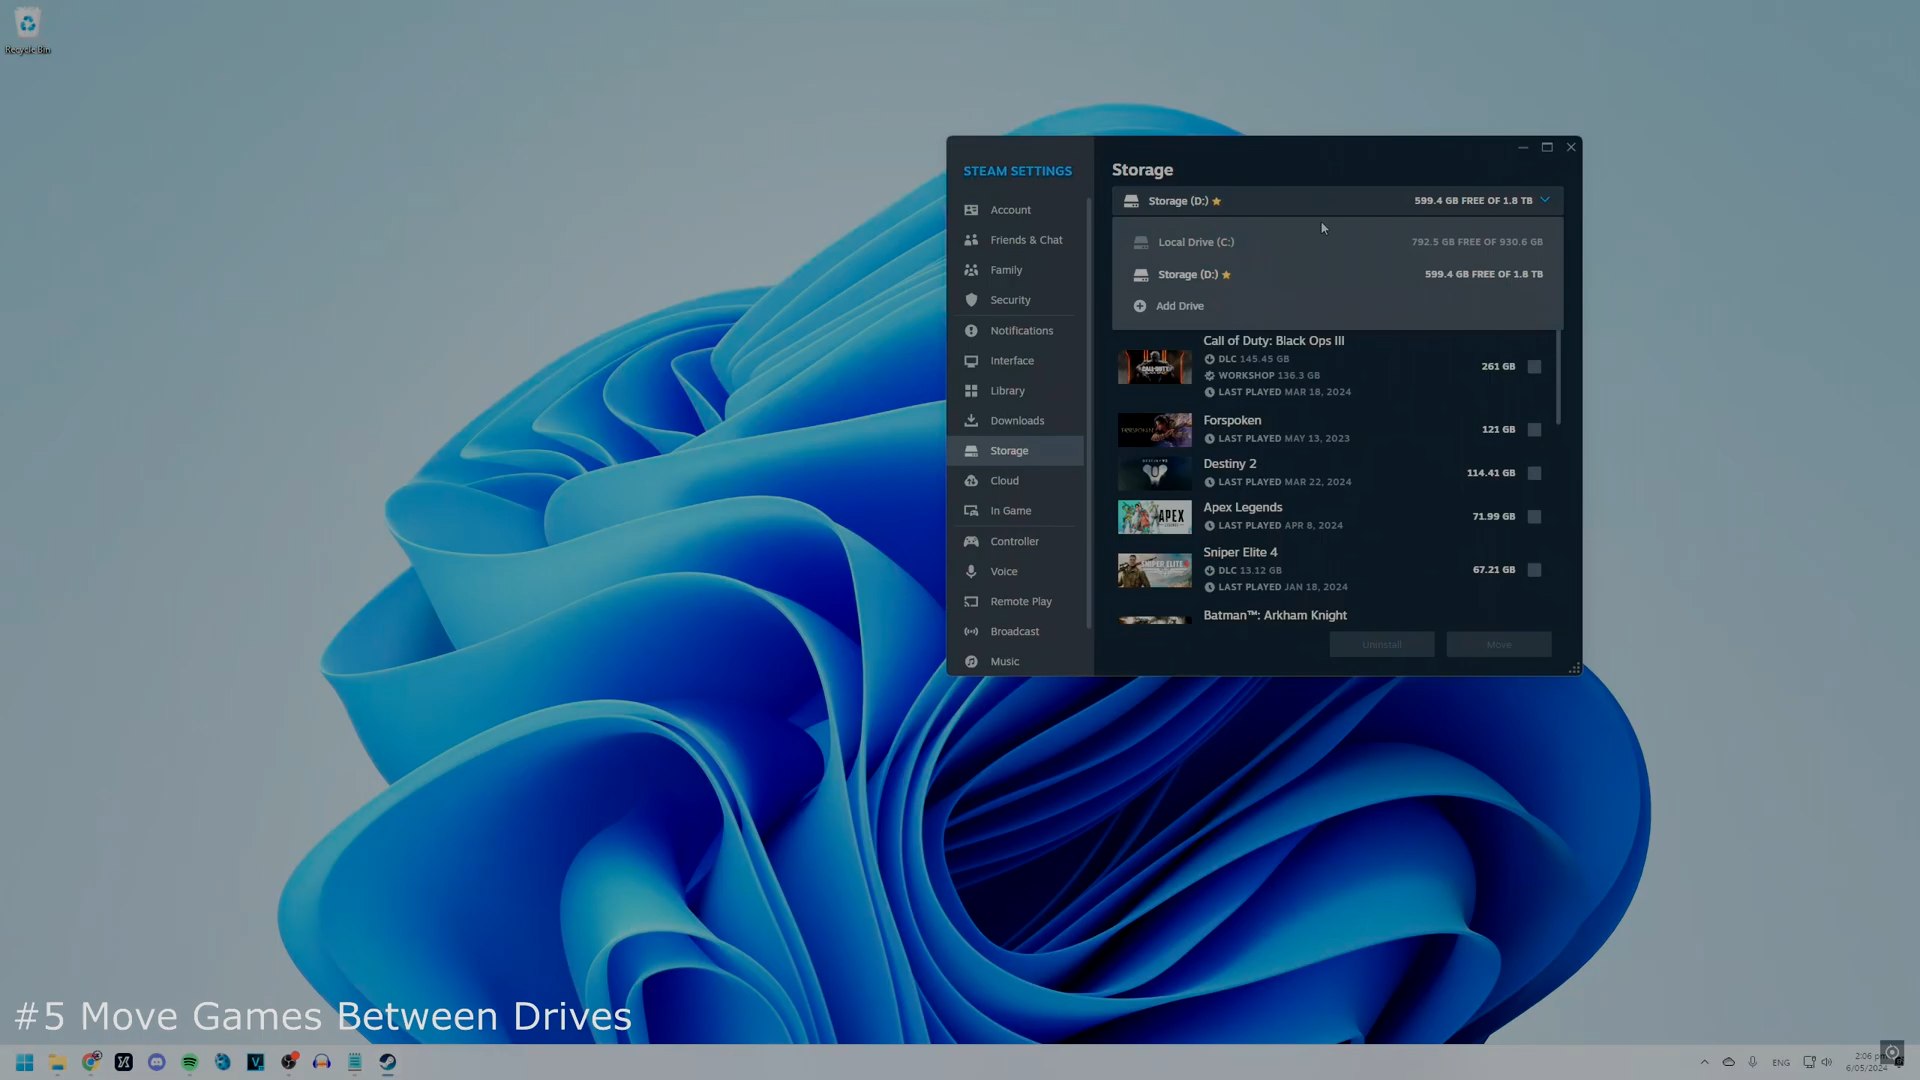 Recycle Bin
STEAM SETTINGS
Account
Friends & Chat
Family
Security
Notifications
Interface
Library
Downloads
Storage
Cloud
In Game
Controller
Voice
Remote Play
Broadcast
Music
Storage
Storage (D:) 599.4 GB FREE OF 1.8 TB
Local Drive (C:) 792.5 GB FREE OF 930.6 GB
Storage (D:) 599.4 GB FREE OF 1.8 TB
Add Drive
Call of Duty: Black Ops III
DLC 145.45 GB
WORKSHOP 136.3 GB
LAST PLAYED MAR 18, 2024
261 GB
Forspoken
LAST PLAYED MAY 13, 2023
121 GB
Destiny 2
LAST PLAYED MAR 22, 2024
114.41 GB
APEX
Apex Legends
LAST PLAYED APR 8, 2024
71.99 GB
Sniper Elite 4
DLC 13.12 GB
LAST PLAYED JAN 18, 2024
67.21 GB
Batman™: Arkham Knight
Uninstall
Move
#5 Move Games Between Drives
ENG
2:06 pm
6/05/2024